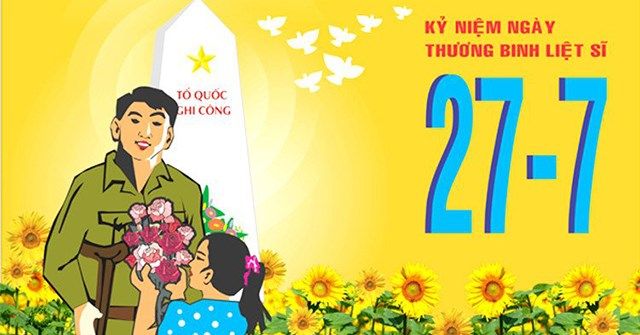 KỶ NIỆM NGÀY
THƯƠNG BINH LIỆT SĨ
27-7
TỔ QUỐC
GHI CÔNG